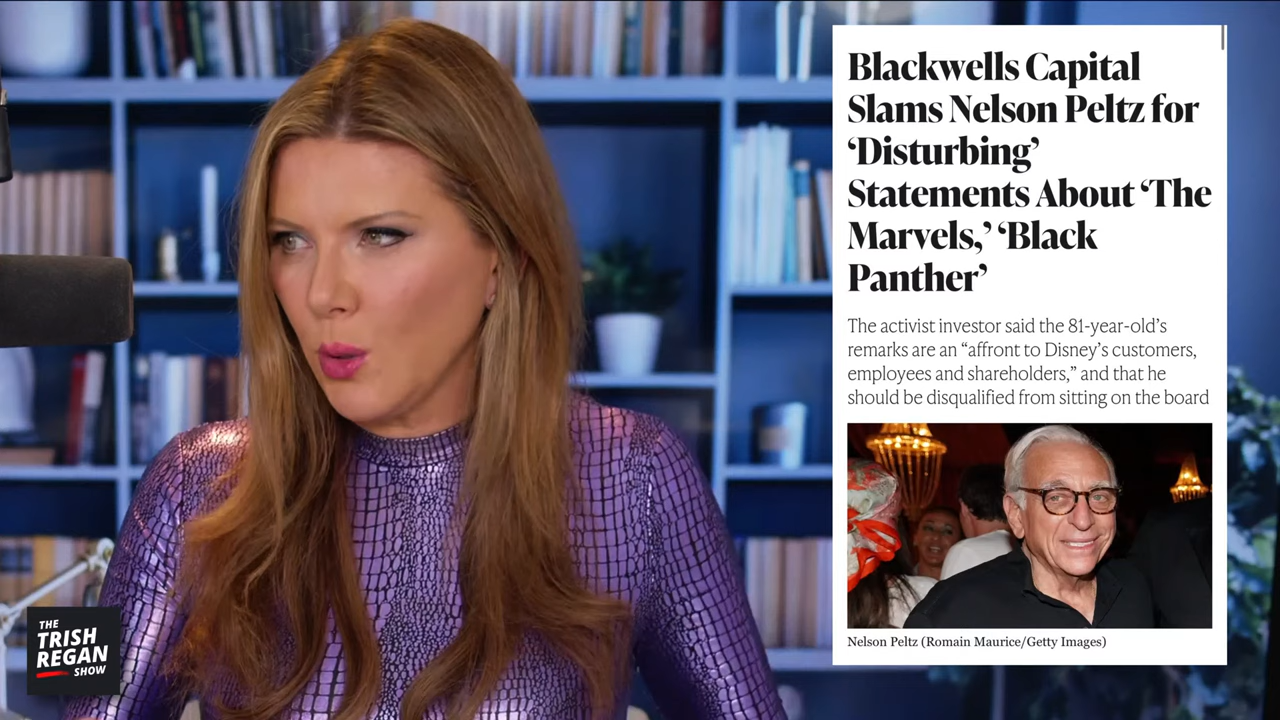 THE
TRISH
REGAN
SHOW
Blackwells Capital
Slams Nelson Peltz for
‘Disturbing’
Statements About ‘The
Marvels,’ ‘Black
Panther’
The activist investor said the 81-year-old’s
remarks are an “affront to Disney’s customers,
employees and shareholders,” and that he
should be disqualified from sitting on the board
Nelson Peltz (Romain Maurice/Getty Images)